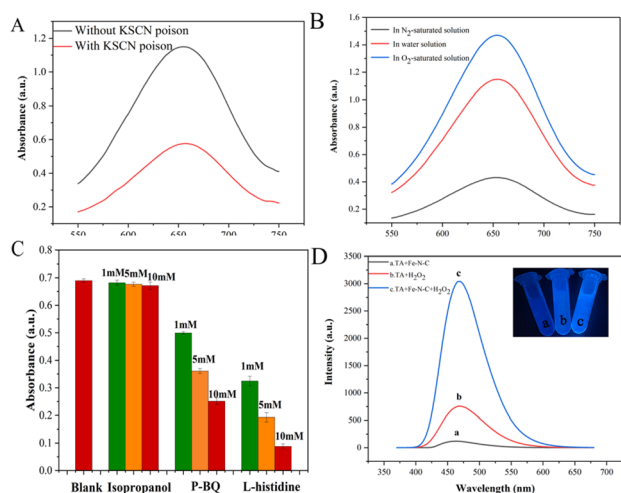 A
Without KSCN poison
With KSCN poison
Absorbance (a.u.)
1.2
1.0
0.8
0.6
0.4
0.2
550
600
650
700
750
B
In N2-saturated solution
In water solution
In O2-saturated solution
Absorbance (a.u.)
1.6
1.4
1.2
1.0
0.8
0.6
0.4
0.2
550
600
650
700
750
C
Absorbance (a.u.)
0.8
0.7
0.6
0.5
0.4
0.3
0.2
0.1
0.0
1mM
5mM
10mM
1mM
5mM
10mM
1mM
5mM
10mM
Blank
Isopropanol
P-BQ
L-histidine
D
a.TA+Fe-N-C
b.TA+H2O2
c.TA+Fe-N-C+H2O2
Intensity (a.u.)
3500
3000
2500
2000
1500
1000
500
0
c
b
a
a
b
c
350
400
450
500
550
600
650
700
Wavelength (nm)